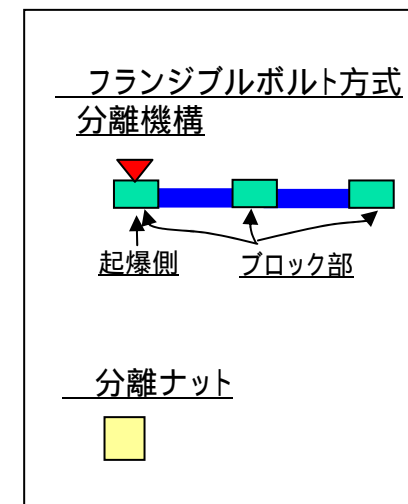 フランジブルボルト方式
分離機構
起爆側
ブロック部
分離ナット